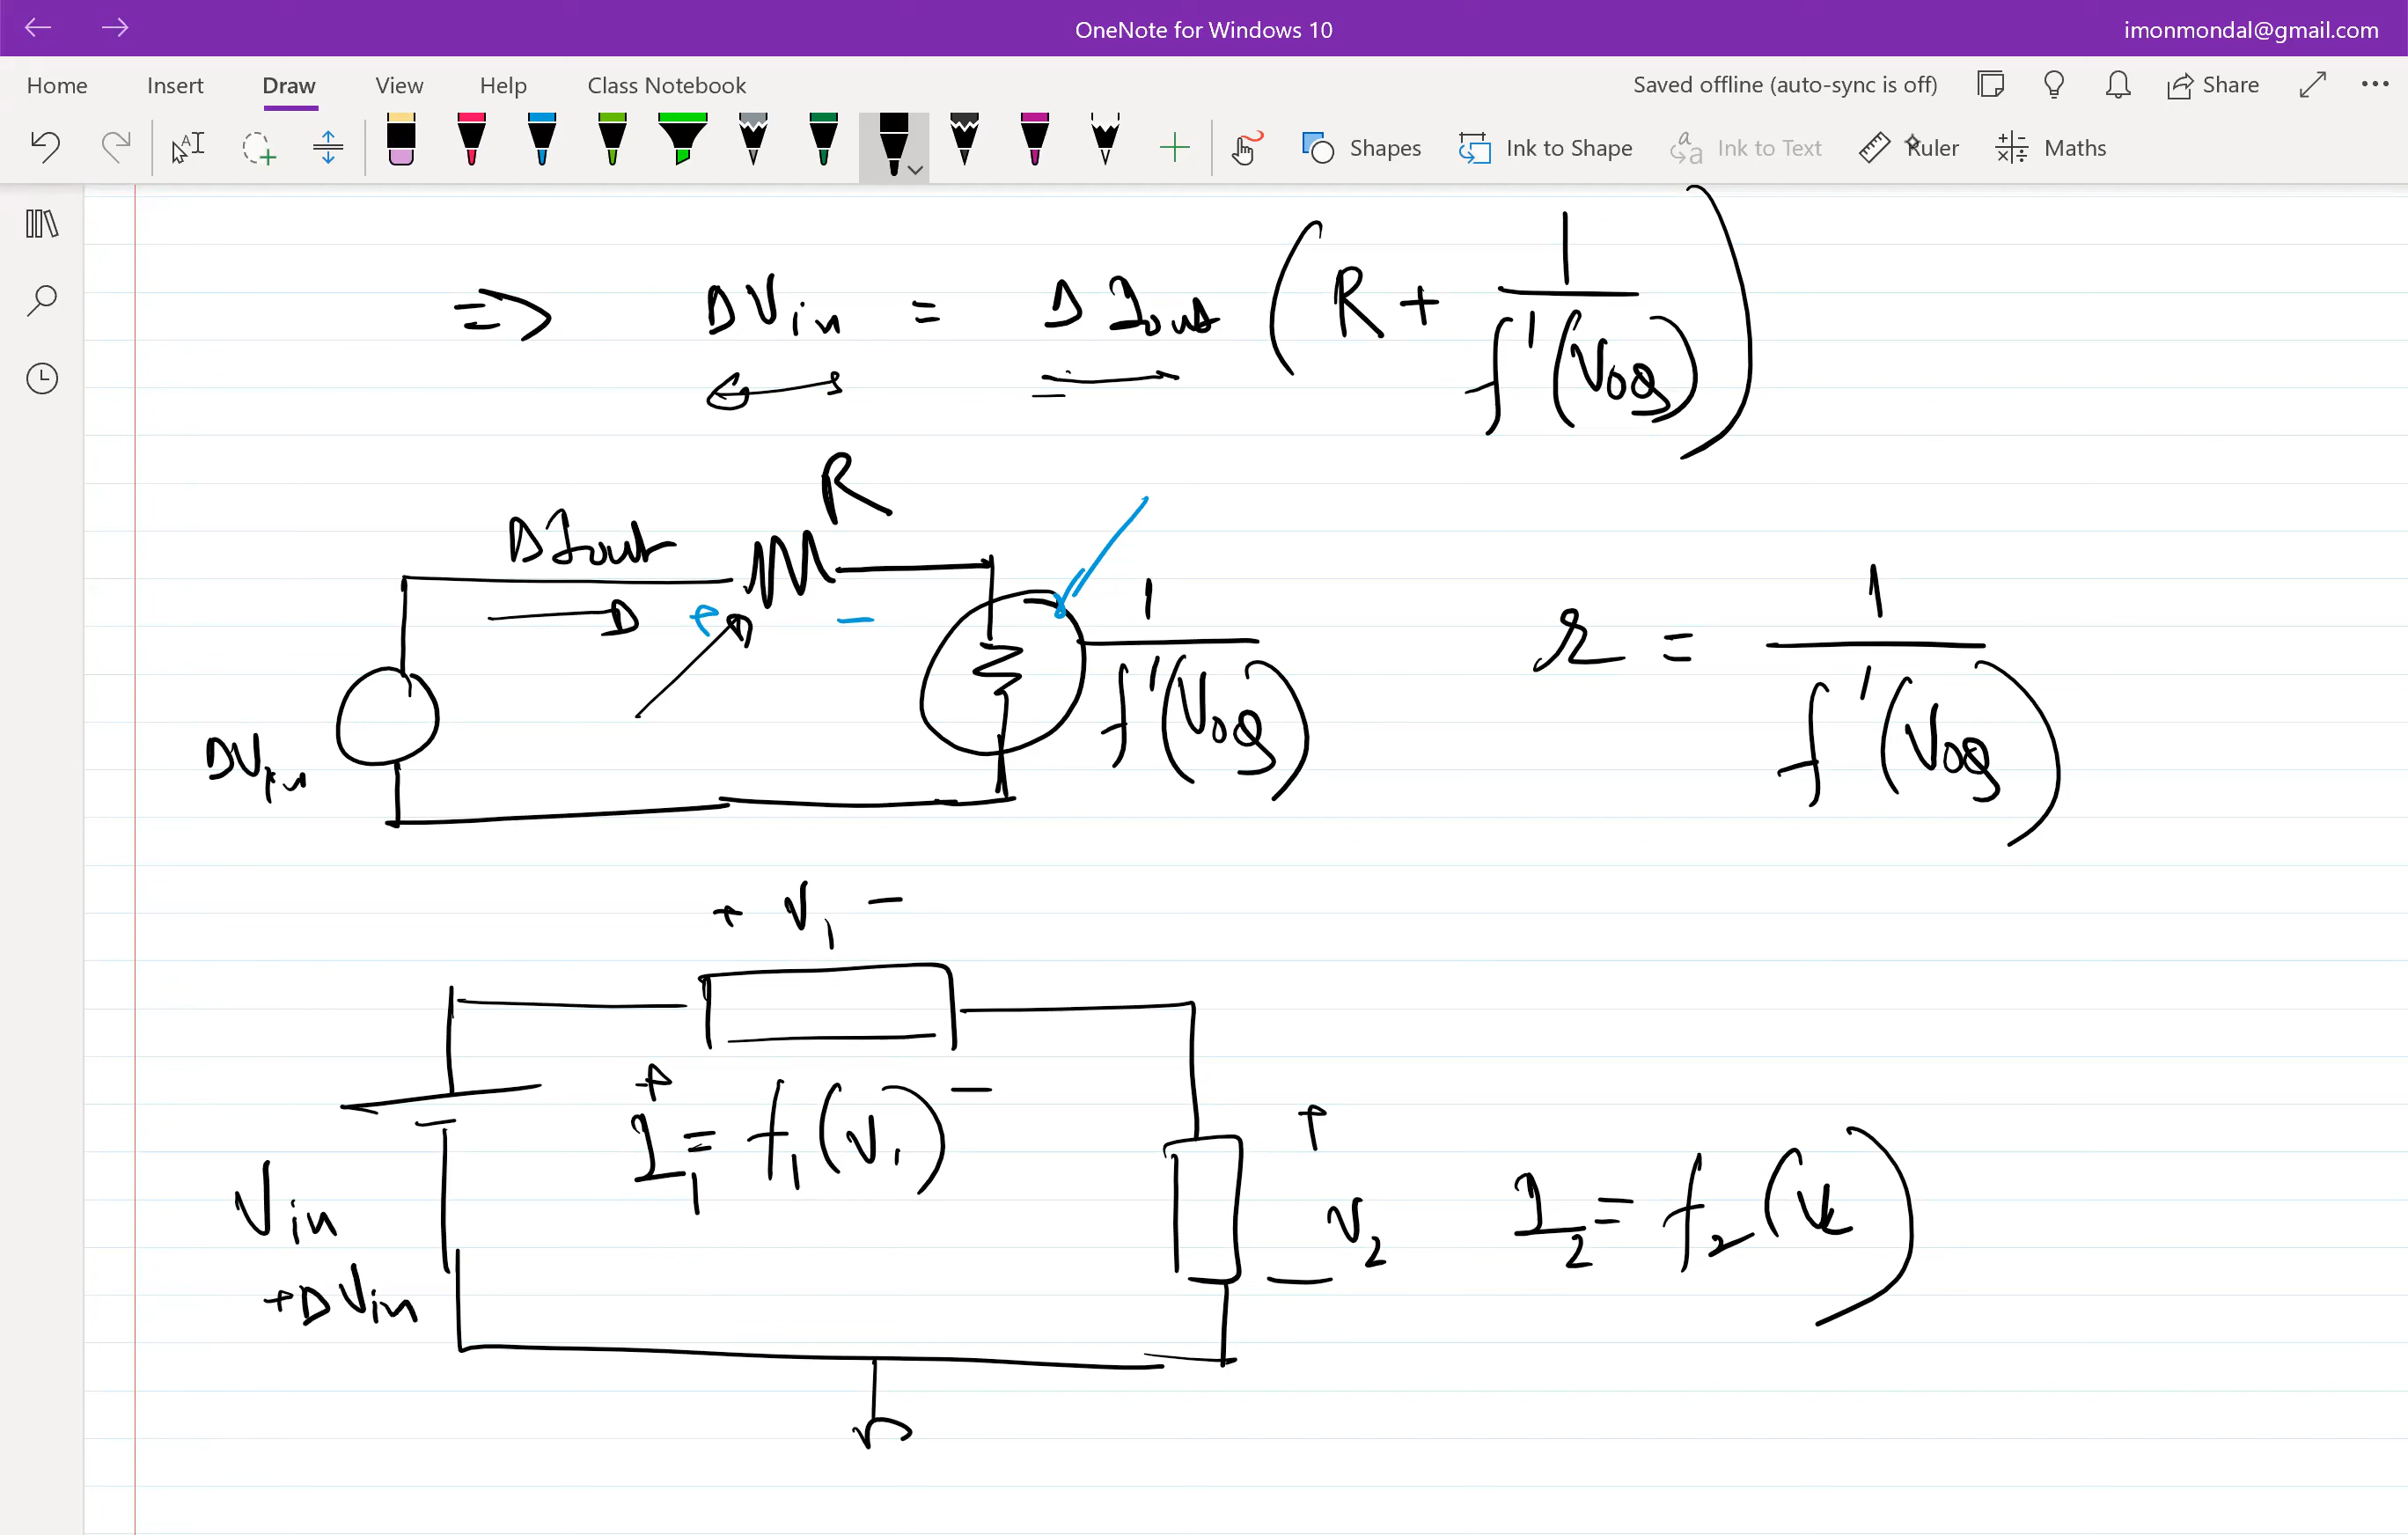 OneNote for Windows 10 imonmondal@gmail.com
Home Insert Draw View Help Class Notebook Saved offline (auto-sync is off) Share
Shapes Ink to Shape Ink to Text Ruler Maths
=> ΔVin = ΔIout (R + 1/f'(VoQ))
R
ΔIout
+ −
1/f'(VoQ)
r = 1/f'(VoQ)
ΔVin
+ V1 −
+ −
I1 = f1(V1)
+
V2
−
I2 = f2(V2)
Vin
+ΔVin